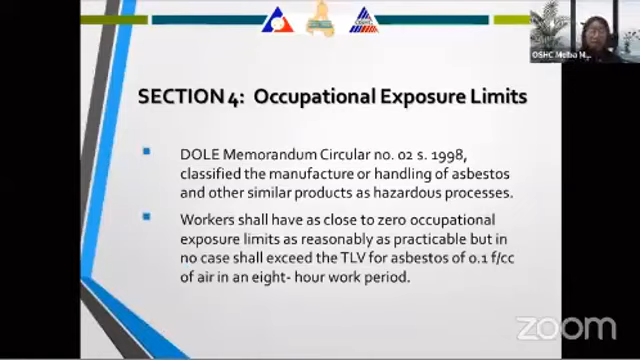 OSHC
OSHC Melba M...
SECTION 4: Occupational Exposure Limits
DOLE Memorandum Circular no. 02 s. 1998,
classified the manufacture or handling of asbestos
and other similar products as hazardous processes.
Workers shall have as close to zero occupational
exposure limits as reasonably as practicable but in
no case shall exceed the TLV for asbestos of 0.1 f/cc
of air in an eight- hour work period.
zoom